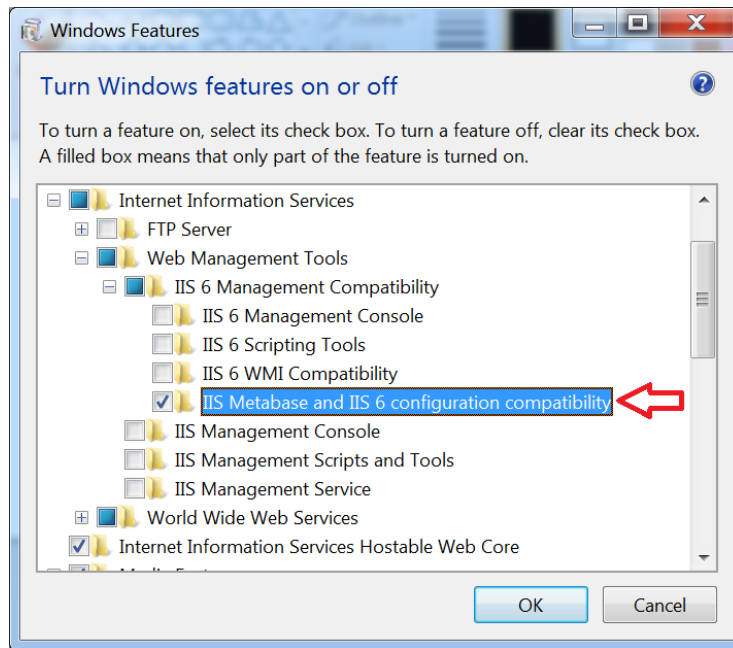 Windows Features
Turn Windows features on or off
To turn a feature on, select its check box. To turn a feature off, clear its check box.
A filled box means that only part of the feature is turned on.
Internet Information Services
FTP Server
Web Management Tools
IIS 6 Management Compatibility
IIS 6 Management Console
IIS 6 Scripting Tools
IIS 6 WMI Compatibility
IIS Metabase and IIS 6 configuration compatibility
IIS Management Console
IIS Management Scripts and Tools
IIS Management Service
World Wide Web Services
Internet Information Services Hostable Web Core
OK Cancel